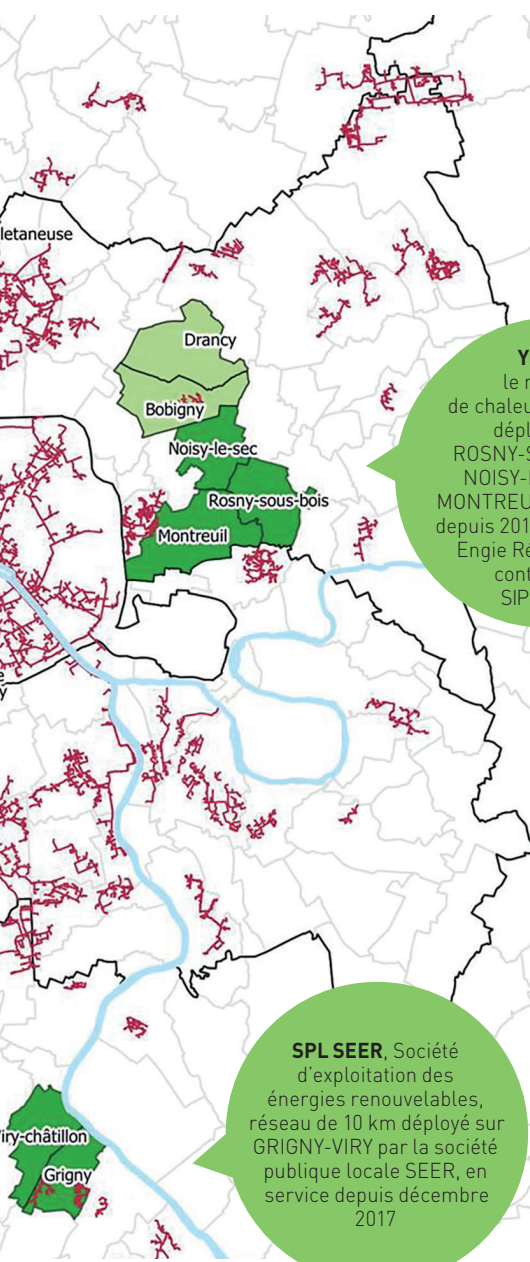 letaneuse
Drancy
Bobigny
Noisy-le-sec
Rosny-sous-bois
Montreuil
Y
le r
de chaleu
dépl
ROSNY-S
NOISY-
MONTREU
depuis 201
Engie Ré
cont
SIP
e
y
SPL SEER, Société
d'exploitation des
énergies renouvelables,
réseau de 10 km déployé sur
GRIGNY-VIRY par la société
publique locale SEER, en
service depuis décembre
2017
iry-châtillon
Grigny